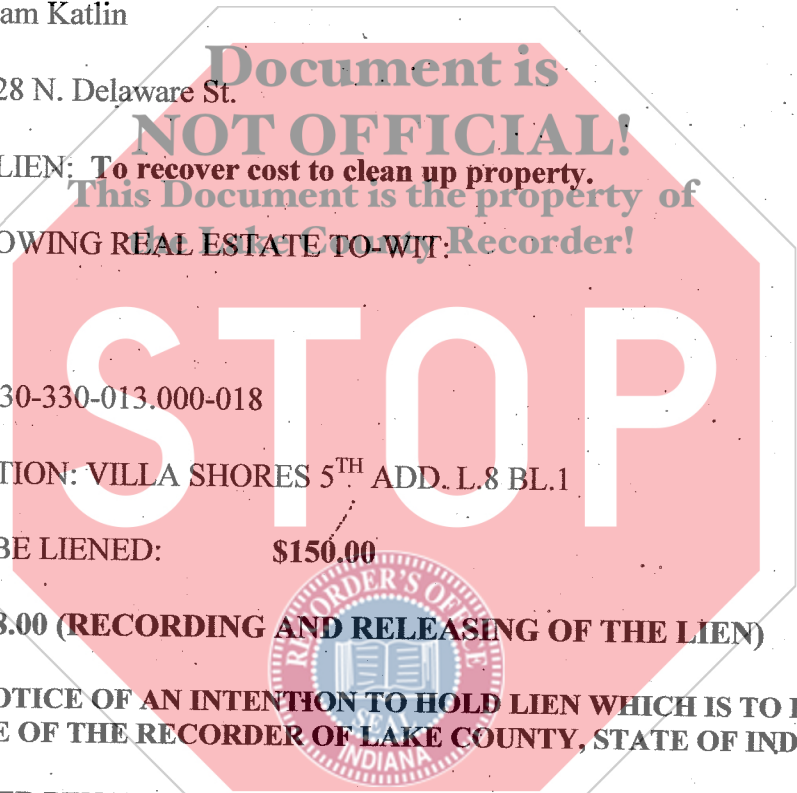 am Katlin
Document is
28 N. Delaware St.
NOT OFFICIAL!
LIEN: To recover cost to clean up property.
This Document is the property of
OWING REAL ESTATE TO-WIT:
the Lake County Recorder!
STOP
30-330-013.000-018
TION: VILLA SHORES 5TH ADD. L.8 BL.1
BE LIENED: $150.00
RECORDER'S OFFICE
8.00 (RECORDING AND RELEASING OF THE LIEN)
OTICE OF AN INTENTION TO HOLD LIEN WHICH IS TO
SEAL
E OF THE RECORDER OF LAKE COUNTY, STATE OF IND
INDIANA